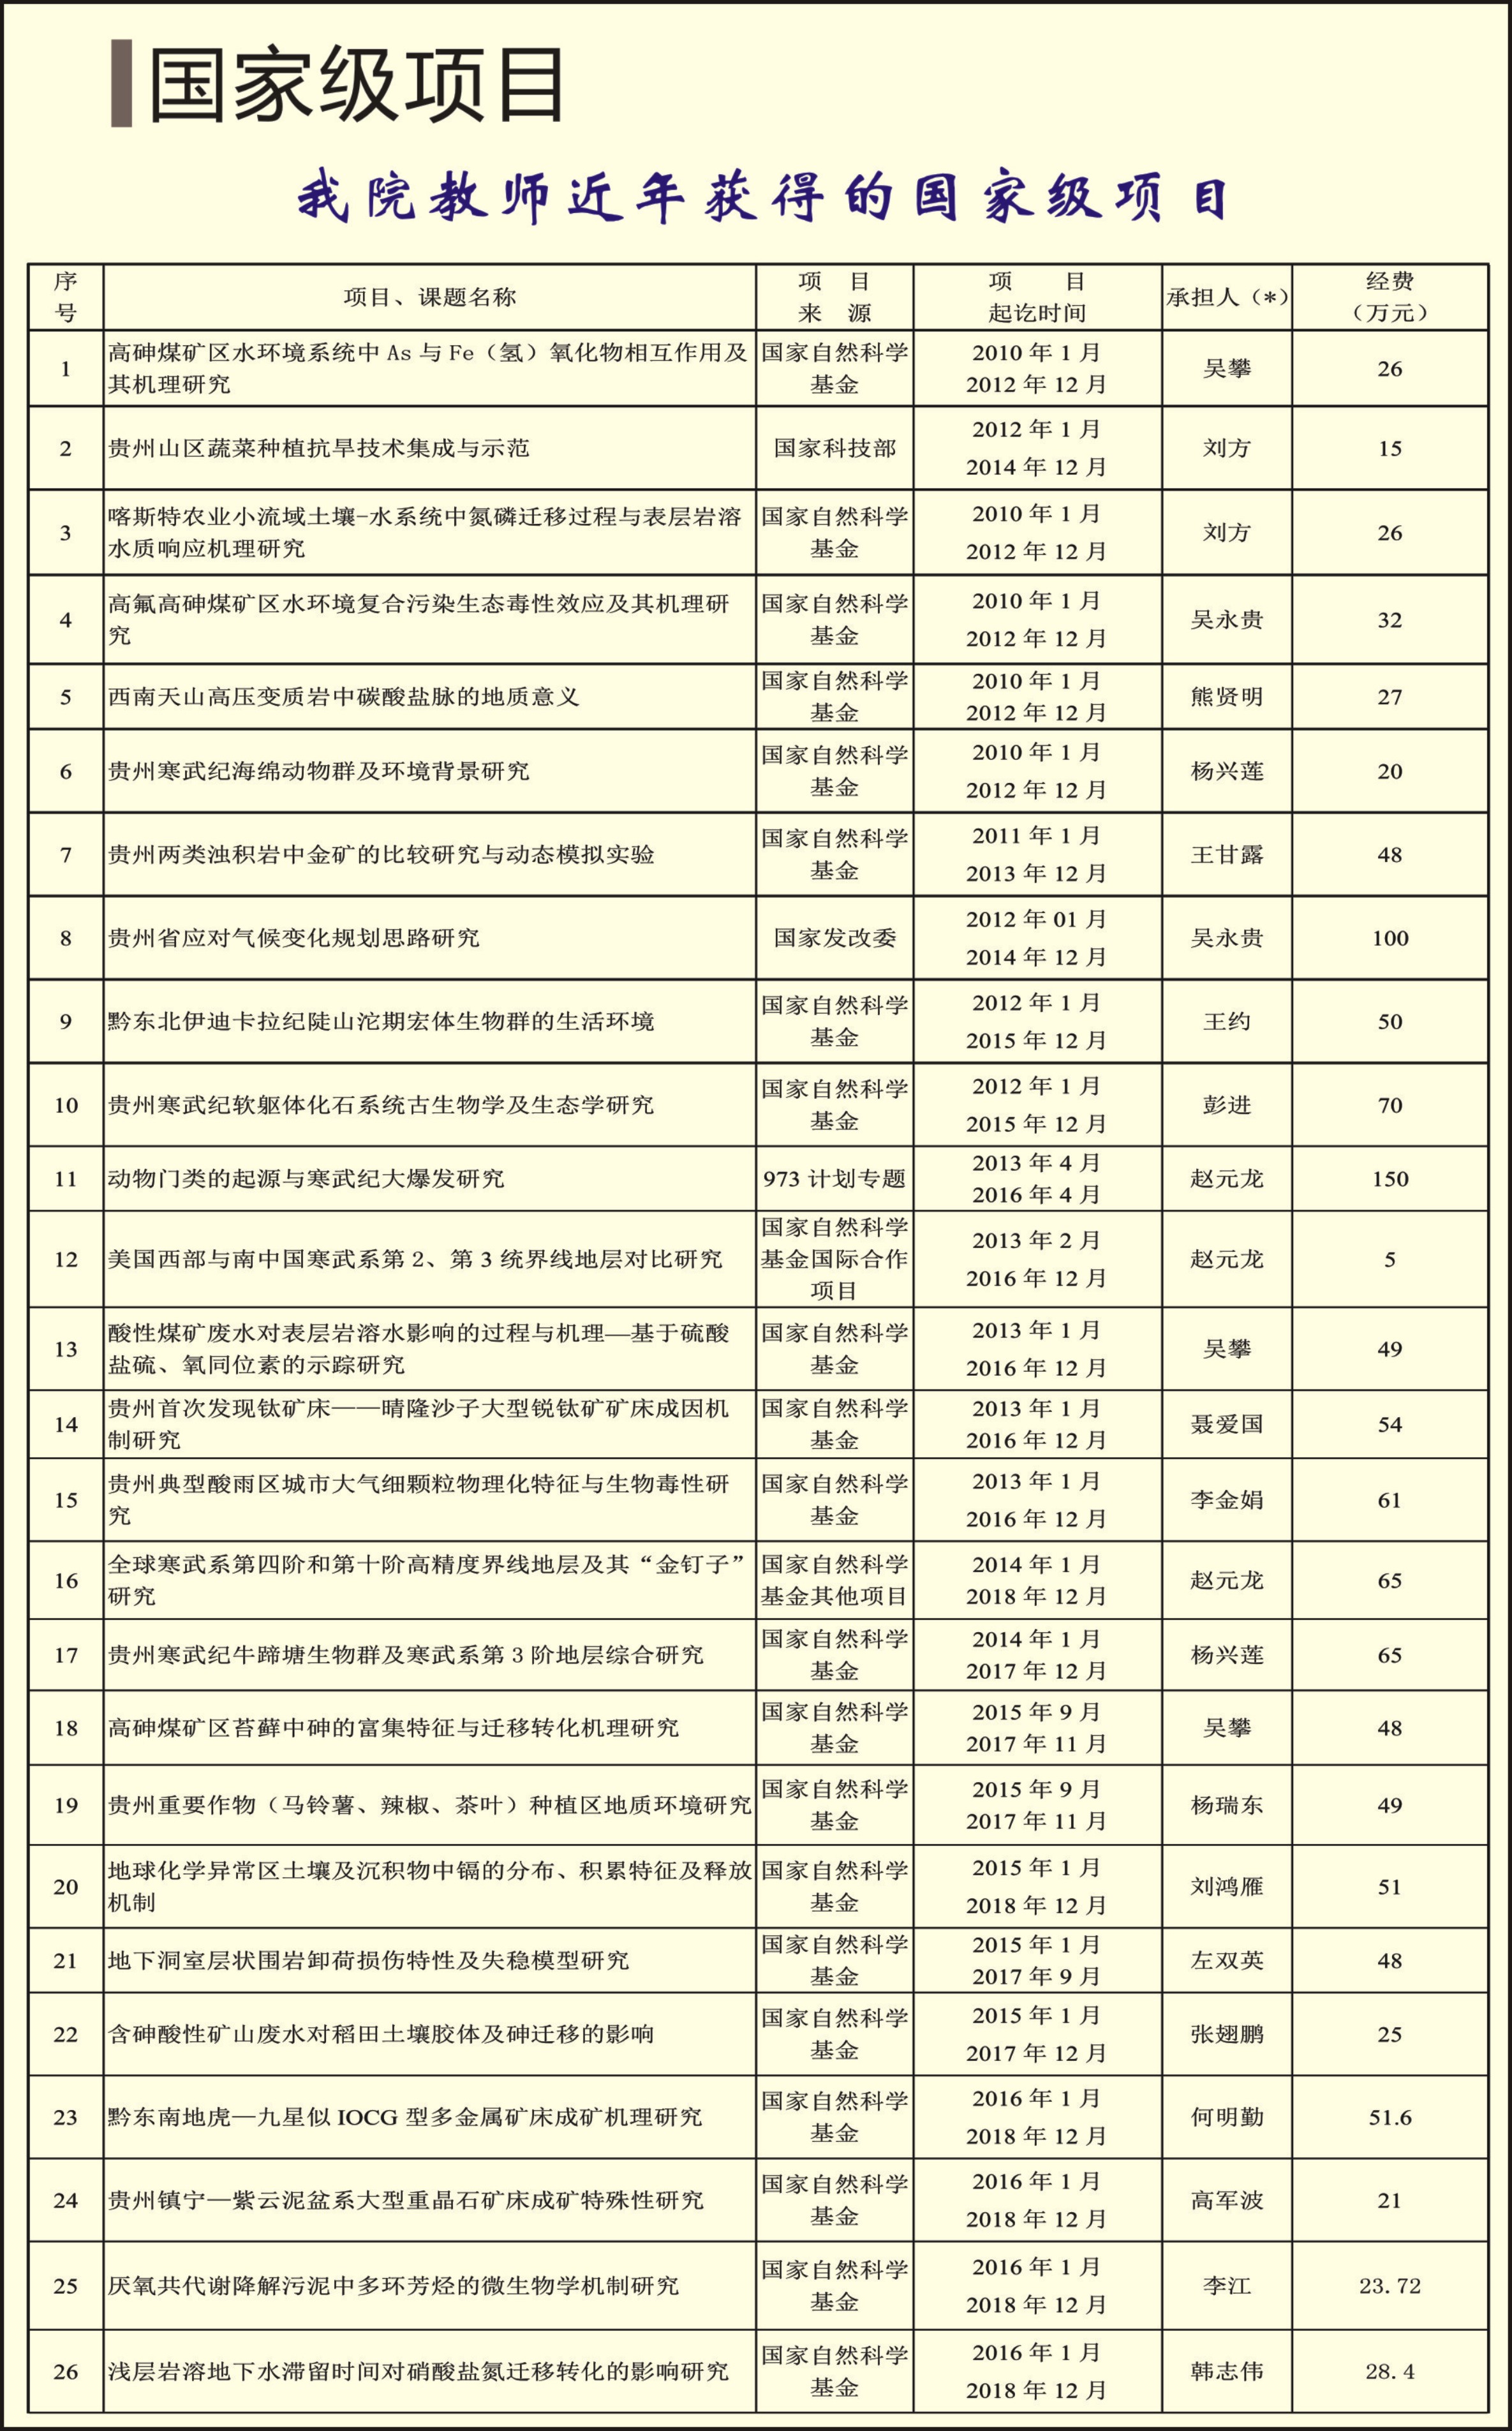 国家级项目
我院教师近年获得的国家级项目
序号 项目、课题名称 项 目 来 源 项 目 起讫时间 承担人（*） 经费（万元）
1 高砷煤矿区水环境系统中 As 与 Fe（氢）氧化物相互作用及其机理研究 国家自然科学基金 2010 年 1 月 2012 年 12 月 吴攀 26
2 贵州山区蔬菜种植抗旱技术集成与示范 国家科技部 2012 年 1 月 2014 年 12 月 刘方 15
3 喀斯特农业小流域土壤-水系统中氮磷迁移过程与表层岩溶水质响应机理研究 国家自然科学基金 2010 年 1 月 2012 年 12 月 刘方 26
4 高氟高砷煤矿区水环境复合污染生态毒性效应及其机理研究 国家自然科学基金 2010 年 1 月 2012 年 12 月 吴永贵 32
5 西南天山高压变质岩中碳酸盐脉的地质意义 国家自然科学基金 2010 年 1 月 2012 年 12 月 熊贤明 27
6 贵州寒武纪海绵动物群及环境背景研究 国家自然科学基金 2010 年 1 月 2012 年 12 月 杨兴莲 20
7 贵州两类浊积岩中金矿的比较研究与动态模拟实验 国家自然科学基金 2011 年 1 月 2013 年 12 月 王甘露 48
8 贵州省应对气候变化规划思路研究 国家发改委 2012 年 01 月 2014 年 12 月 吴永贵 100
9 黔东北伊迪卡拉纪陡山沱期宏体生物群的生活环境 国家自然科学基金 2012 年 1 月 2015 年 12 月 王约 50
10 贵州寒武纪软躯体化石系统古生物学及生态学研究 国家自然科学基金 2012 年 1 月 2015 年 12 月 彭进 70
11 动物门类的起源与寒武纪大爆发研究 973 计划专题 2013 年 4 月 2016 年 4 月 赵元龙 150
12 美国西部与南中国寒武系第 2、第 3 统界线地层对比研究 国家自然科学基金国际合作项目 2013 年 2 月 2016 年 12 月 赵元龙 5
13 酸性煤矿废水对表层岩溶水影响的过程与机理—基于硫酸盐硫、氧同位素的示踪研究 国家自然科学基金 2013 年 1 月 2016 年 12 月 吴攀 49
14 贵州首次发现钛矿床——晴隆沙子大型锐钛矿矿床成因机制研究 国家自然科学基金 2013 年 1 月 2016 年 12 月 聂爱国 54
15 贵州典型酸雨区城市大气细颗粒物理化特征与生物毒性研究 国家自然科学基金 2013 年 1 月 2016 年 12 月 李金娟 61
16 全球寒武系第四阶和第十阶高精度界线地层及其“金钉子”研究 国家自然科学基金其他项目 2014 年 1 月 2018 年 12 月 赵元龙 65
17 贵州寒武纪牛蹄塘生物群及寒武系第 3 阶地层综合研究 国家自然科学基金 2014 年 1 月 2017 年 12 月 杨兴莲 65
18 高砷煤矿区苔藓中砷的富集特征与迁移转化机理研究 国家自然科学基金 2015 年 9 月 2017 年 11 月 吴攀 48
19 贵州重要作物（马铃薯、辣椒、茶叶）种植区地质环境研究 国家自然科学基金 2015 年 9 月 2017 年 11 月 杨瑞东 49
20 地球化学异常区土壤及沉积物中镉的分布、积累特征及释放机制 国家自然科学基金 2015 年 1 月 2018 年 12 月 刘鸿雁 51
21 地下洞室层状围岩卸荷损伤特性及失稳模型研究 国家自然科学基金 2015 年 1 月 2017 年 9 月 左双英 48
22 含砷酸性矿山废水对稻田土壤胶体及砷迁移的影响 国家自然科学基金 2015 年 1 月 2017 年 12 月 张翅鹏 25
23 黔东南地虎—九星似 IOCG 型多金属矿床成矿机理研究 国家自然科学基金 2016 年 1 月 2018 年 12 月 何明勤 51.6
24 贵州镇宁—紫云泥盆系大型重晶石矿床成矿特殊性研究 国家自然科学基金 2016 年 1 月 2018 年 12 月 高军波 21
25 厌氧共代谢降解污泥中多环芳烃的微生物学机制研究 国家自然科学基金 2016 年 1 月 2018 年 12 月 李江 23.72
26 浅层岩溶地下水滞留时间对硝酸盐氮迁移转化的影响研究 国家自然科学基金 2016 年 1 月 2018 年 12 月 韩志伟 28.4